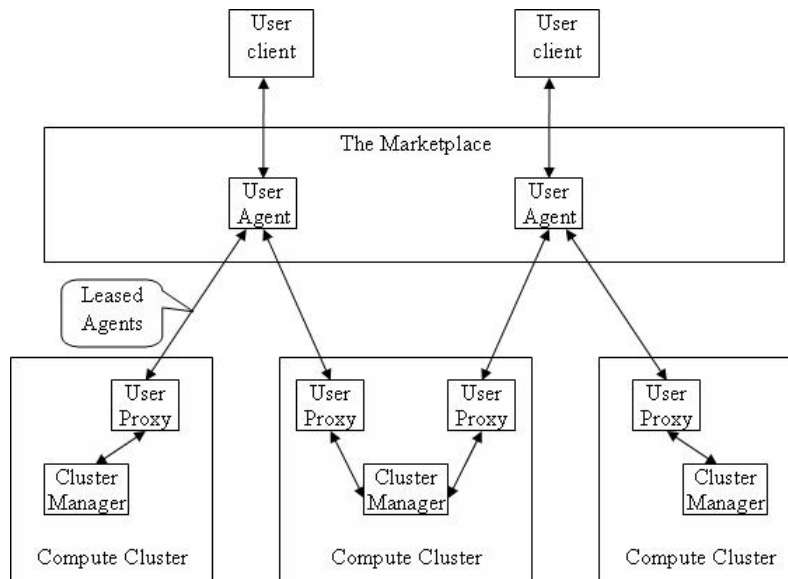 User
client
User
client
The Marketplace
User
Agent
User
Agent
Leased
Agents
User
Proxy
User
Proxy
User
Proxy
User
Proxy
Cluster
Manager
Cluster
Manager
Cluster
Manager
Compute Cluster
Compute Cluster
Compute Cluster